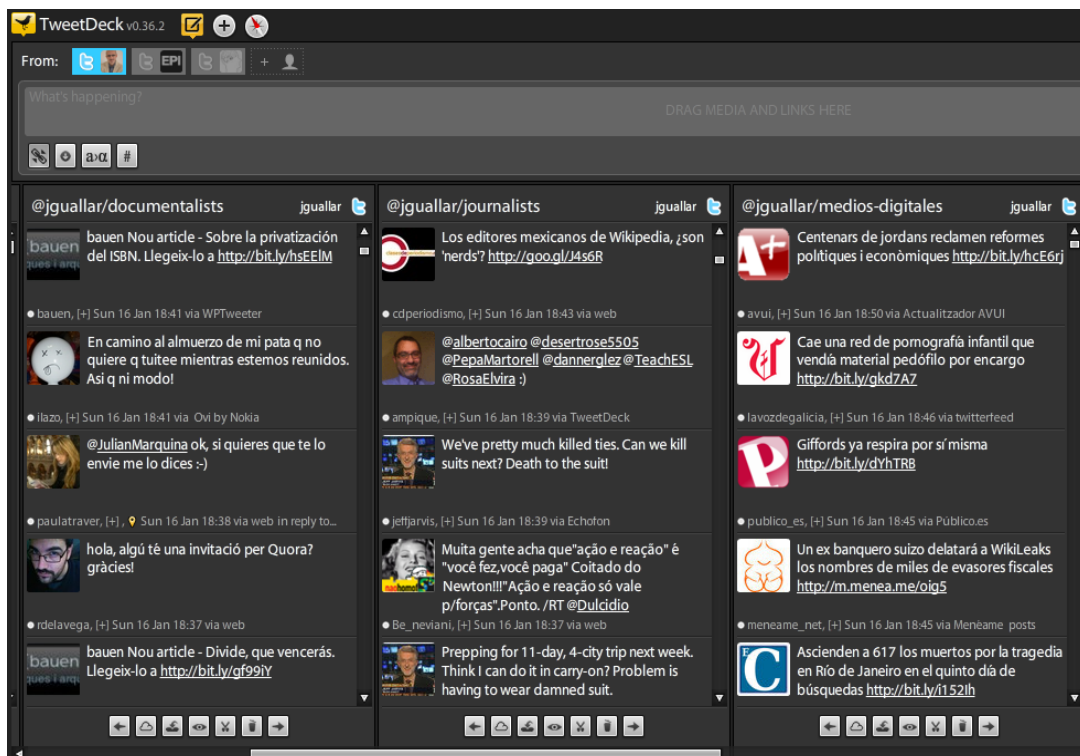 TweetDeck v0.36.2
From:
EPI
What's happening?
DRAG MEDIA AND LINKS HERE
a›α
#
@jguallar/documentalists jguallar
bauen
ques i arqu
bauen Nou article - Sobre la privatización
del ISBN. Llegeix-lo a http://bit.ly/hsEElM
bauen, [+] Sun 16 Jan 18:41 via WPTweeter
En camino al almuerzo de mi pata q no
quiere q tuitee mientras estemos reunidos.
Asi q ni modo!
ilazo, [+] Sun 16 Jan 18:41 via Ovi by Nokia
@JulianMarquina ok, si quieres que te lo
envie me lo dices :-)
paulatraver, [+] , Sun 16 Jan 18:38 via web in reply to...
hola, algú té una invitació per Quora?
gràcies!
rdelavega, [+] Sun 16 Jan 18:37 via web
bauen
ques i arqu
bauen Nou article - Divide, que vencerás.
Llegeix-lo a http://bit.ly/gf99iY
@jguallar/journalists jguallar
Los editores mexicanos de Wikipedia, ¿son
'nerds'? http://goo.gl/J4s6R
cdperiodismo, [+] Sun 16 Jan 18:43 via web
@albertocairo @desertrose5505
@PepaMartorell @dannerglez @TeachESL
@RosaElvira :)
ampique, [+] Sun 16 Jan 18:39 via TweetDeck
We've pretty much killed ties. Can we kill
suits next? Death to the suit!
jeffjarvis, [+] Sun 16 Jan 18:39 via Echofon
Muita gente acha que"ação e reação" é
"você fez,você paga" Coitado do
Newton!!!"Ação e reação só vale
p/forças".Ponto. /RT @Dulcidio
Be_neviani, [+] Sun 16 Jan 18:37 via web
Prepping for 11-day, 4-city trip next week.
Think I can do it in carry-on? Problem is
having to wear damned suit.
@jguallar/medios-digitales jguallar
A+
Centenars de jordans reclamen reformes
polítiques i econòmiques http://bit.ly/hcE6rj
avui, [+] Sun 16 Jan 18:50 via Actualitzador AVUI
Cae una red de pornografía infantil que
vendía material pedófilo por encargo
http://bit.ly/gkd7A7
lavozdegalicia, [+] Sun 16 Jan 18:46 via twitterfeed
P
Giffords ya respira por sí misma
http://bit.ly/dYhTRB
publico_es, [+] Sun 16 Jan 18:45 via Público.es
Un ex banquero suizo delatará a WikiLeaks
los nombres de miles de evasores fiscales
http://m.menea.me/oig5
meneame_net, [+] Sun 16 Jan 18:45 via Menéame posts
E
C
Ascienden a 617 los muertos por la tragedia
en Río de Janeiro en el quinto día de
búsquedas http://bit.ly/i152Ih